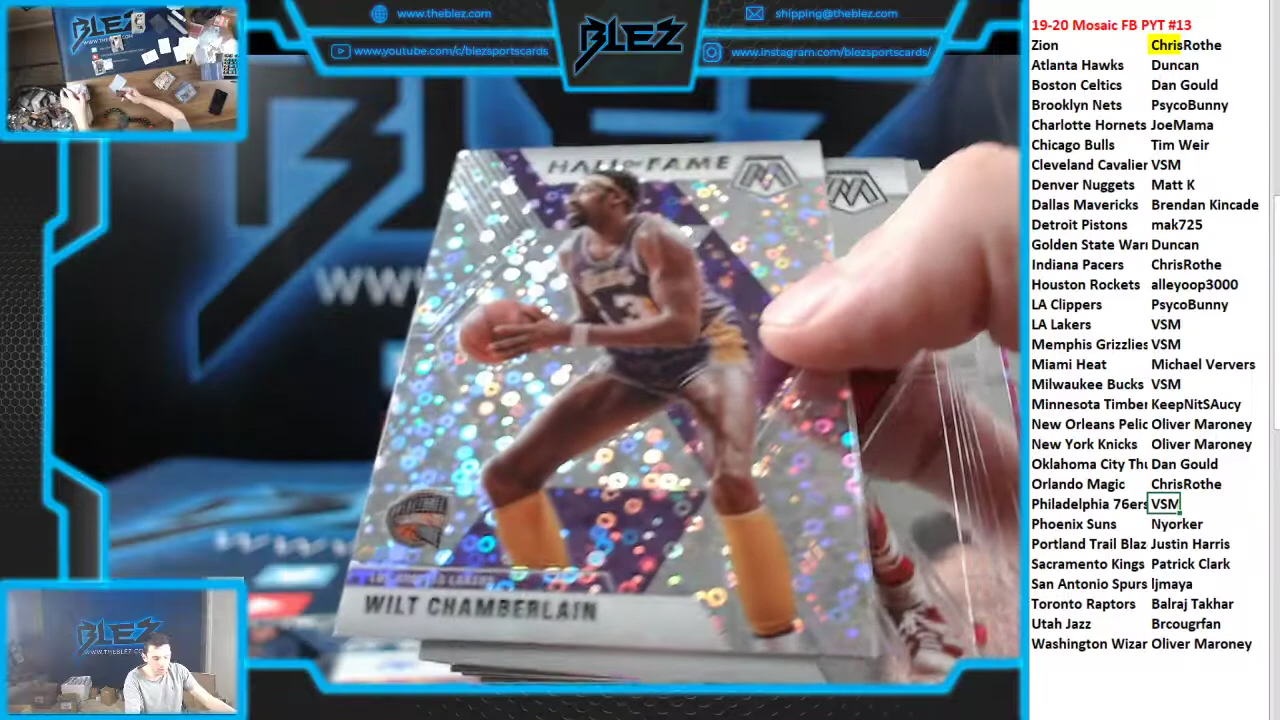 www.theblez.com
shipping@theblez.com
www.youtube.com/c/blezsportscards
www.instagram.com/blezsportscards/
BLEZ
HALL OF FAME
WILT CHAMBERLAIN
13
BLEZ
BLEZ
19-20 Mosaic FB PYT #13
Zion ChrisRothe
Atlanta Hawks Duncan
Boston Celtics Dan Gould
Brooklyn Nets PsycoBunny
Charlotte Hornets JoeMama
Chicago Bulls Tim Weir
Cleveland Cavalier VSM
Denver Nuggets Matt K
Dallas Mavericks Brendan Kincade
Detroit Pistons mak725
Golden State Warr Duncan
Indiana Pacers ChrisRothe
Houston Rockets alleyoop3000
LA Clippers PsycoBunny
LA Lakers VSM
Memphis Grizzlies VSM
Miami Heat Michael Ververs
Milwaukee Bucks VSM
Minnesota Timber KeepNitSAucy
New Orleans Pelic Oliver Maroney
New York Knicks Oliver Maroney
Oklahoma City Thu Dan Gould
Orlando Magic ChrisRothe
Philadelphia 76ers VSM
Phoenix Suns Nyorker
Portland Trail Blaz Justin Harris
Sacramento Kings Patrick Clark
San Antonio Spurs ljmaya
Toronto Raptors Balraj Takhar
Utah Jazz Brcougrfan
Washington Wizar Oliver Maroney